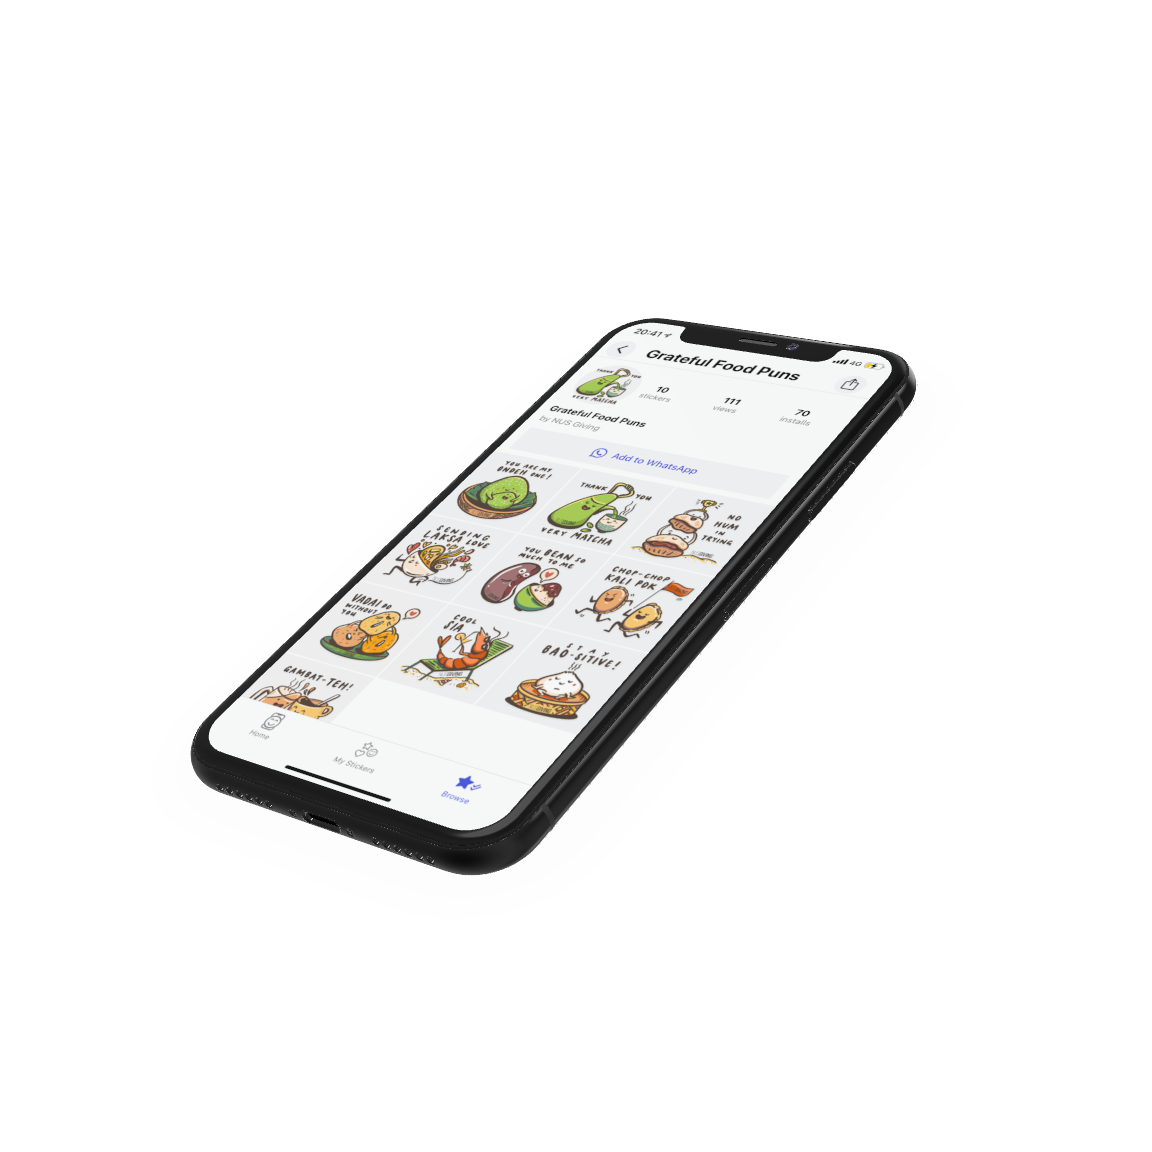 20:41
4G
Grateful Food Puns
THANK YOU
VERY MATCHA
10
stickers
111
views
70
installs
Grateful Food Puns
by NUS Giving
Add to WhatsApp
YOU ARE MY
ONDEH ONE!
THANK YOU
VERY MATCHA
NO
HUM
IN
TRYING
SENDING
LAKSA LOVE
YOU BEAN SO
MUCH TO ME
CHOP-CHOP
KALI POK
VADAI DO
WITHOUT
YOU
COOL
SIA
STAY
BAO-SITIVE!
GAMBAT-TEH!
Home
My Stickers
Browse